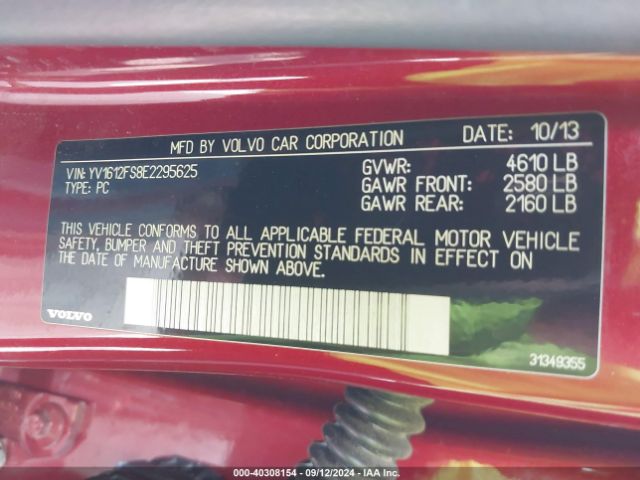 MFD BY VOLVO CAR CORPORATION DATE: 10/13
VIN: YV1612FS8E2295625
TYPE: PC
GVWR: 4610 LB
GAWR FRONT: 2580 LB
GAWR REAR: 2160 LB
THIS VEHICLE CONFORMS TO ALL APPLICABLE FEDERAL MOTOR VEHICLE
SAFETY, BUMPER AND THEFT PREVENTION STANDARDS IN EFFECT ON
THE DATE OF MANUFACTURE SHOWN ABOVE.
VOLVO
31349355
000-40308154 - 09/12/2024 - IAA Inc.